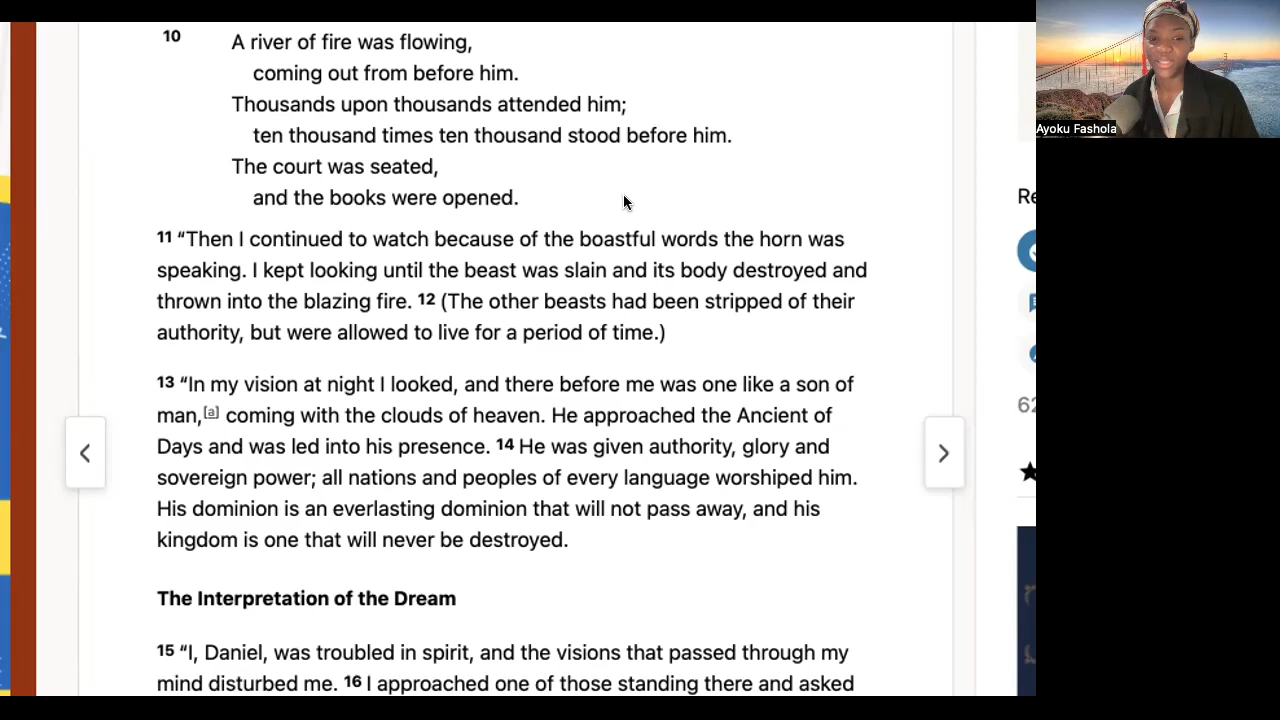 10 A river of fire was flowing,
coming out from before him.
Thousands upon thousands attended him;
ten thousand times ten thousand stood before him.
The court was seated,
and the books were opened.
11 “Then I continued to watch because of the boastful words the horn was
speaking. I kept looking until the beast was slain and its body destroyed and
thrown into the blazing fire. 12 (The other beasts had been stripped of their
authority, but were allowed to live for a period of time.)
13 “In my vision at night I looked, and there before me was one like a son of
man,[a] coming with the clouds of heaven. He approached the Ancient of
Days and was led into his presence. 14 He was given authority, glory and
sovereign power; all nations and peoples of every language worshiped him.
His dominion is an everlasting dominion that will not pass away, and his
kingdom is one that will never be destroyed.
The Interpretation of the Dream
15 “I, Daniel, was troubled in spirit, and the visions that passed through my
mind disturbed me. 16 I approached one of those standing there and asked
Ayoku Fashola
Re
62